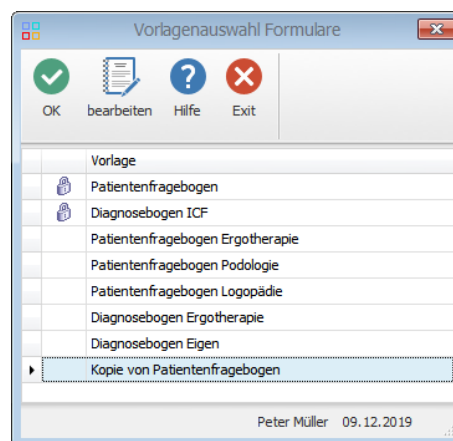 Vorlagenauswahl Formulare
OK bearbeiten Hilfe Exit
Vorlage
Patientenfragebogen
Diagnosebogen ICF
Patientenfragebogen Ergotherapie
Patientenfragebogen Podologie
Patientenfragebogen Logopädie
Diagnosebogen Ergotherapie
Diagnosebogen Eigen
Kopie von Patientenfragebogen
Peter Müller 09.12.2019